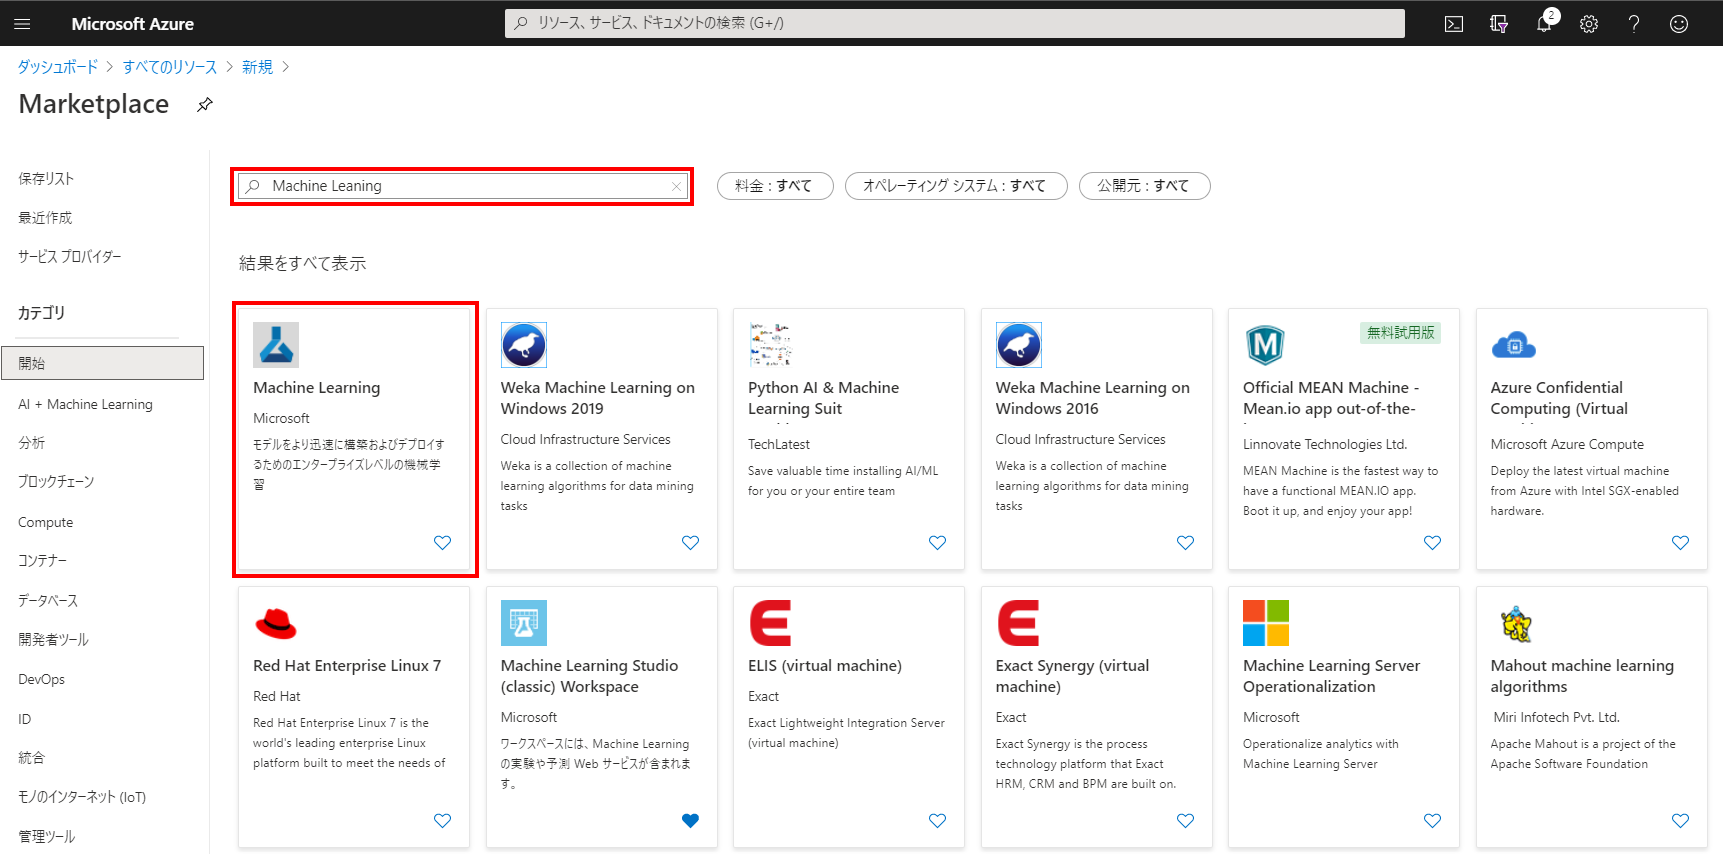 Microsoft Azure
リソース、サービス、ドキュメントの検索 (G+/)
2
ダッシュボード > すべてのリソース > 新規 >
Marketplace
保存リスト
最近作成
サービス プロバイダー
カテゴリ
開始
AI + Machine Learning
分析
ブロックチェーン
Compute
コンテナー
データベース
開発者ツール
DevOps
ID
統合
モノのインターネット (IoT)
管理ツール
Machine Leaning
料金 : すべて
オペレーティング システム : すべて
公開元 : すべて
結果をすべて表示
Machine Learning
Microsoft
モデルをより迅速に構築およびデプロイす
るためのエンタープライズレベルの機械学
習
Weka Machine Learning on
Windows 2019
Cloud Infrastructure Services
Weka is a collection of machine
learning algorithms for data mining
tasks
Python AI & Machine
Learning Suit
TechLatest
Save valuable time installing AI/ML
for you or your entire team
Weka Machine Learning on
Windows 2016
Cloud Infrastructure Services
Weka is a collection of machine
learning algorithms for data mining
tasks
無料試用版
Official MEAN Machine -
Mean.io app out-of-the-
Linnovate Technologies Ltd.
MEAN Machine is the fastest way to
have a functional MEAN.IO app.
Boot it up, and enjoy your app!
Azure Confidential
Computing (Virtual
Microsoft Azure Compute
Deploy the latest virtual machine
from Azure with Intel SGX-enabled
hardware.
Red Hat Enterprise Linux 7
Red Hat
Red Hat Enterprise Linux 7 is the
world's leading enterprise Linux
platform built to meet the needs of
Machine Learning Studio
(classic) Workspace
Microsoft
ワークスペースには、Machine Learning
の実験や予測 Web サービスが含まれま
す。
ELIS (virtual machine)
Exact
Exact Lightweight Integration Server
(virtual machine)
Exact Synergy (virtual
machine)
Exact
Exact Synergy is the process
technology platform that Exact
HRM, CRM and BPM are built on.
Machine Learning Server
Operationalization
Microsoft
Operationalize analytics with
Machine Learning Server
Mahout machine learning
algorithms
Miri Infotech Pvt. Ltd.
Apache Mahout is a project of the
Apache Software Foundation